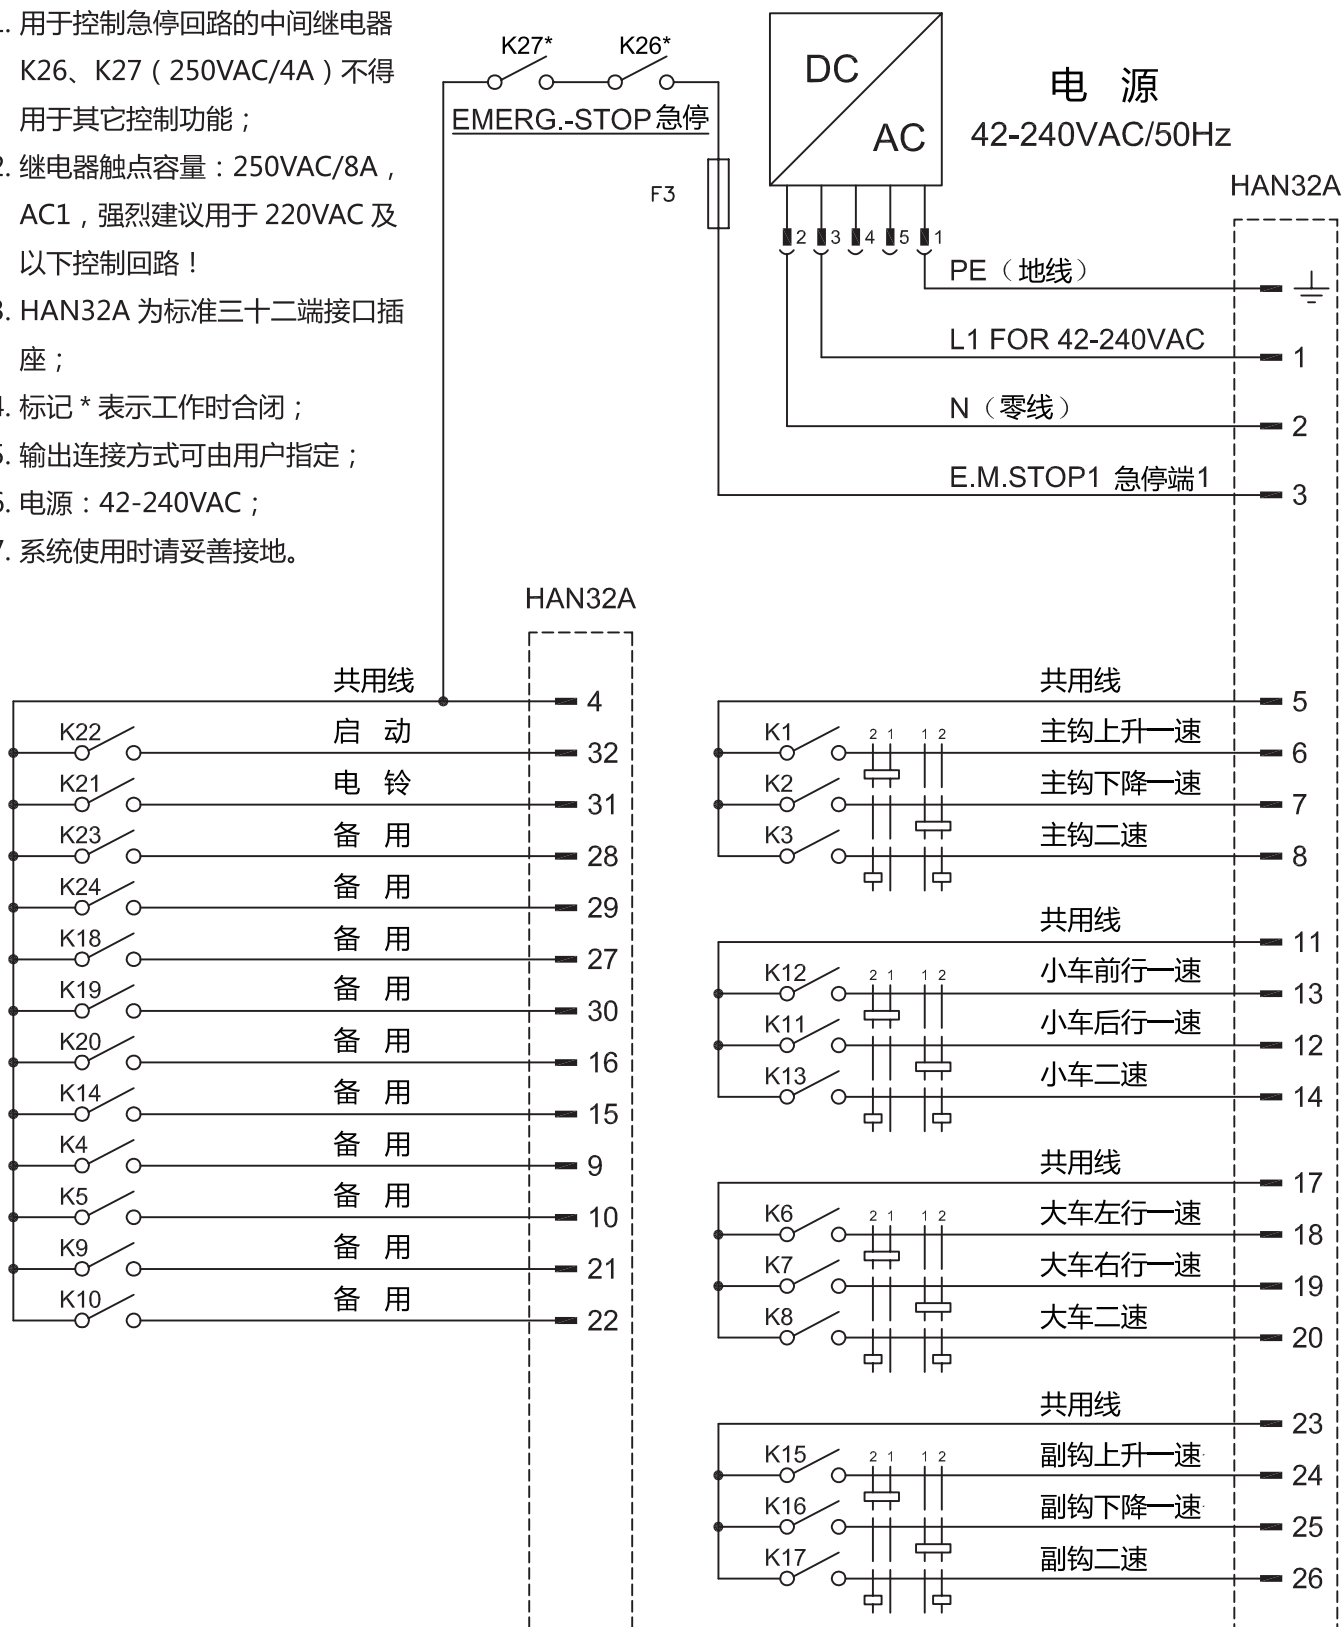 1. 用于控制急停回路的中间继电器
K26、K27（250VAC/4A）不得
用于其它控制功能；
2. 继电器触点容量：250VAC/8A，
AC1，强烈建议用于 220VAC 及
以下控制回路！
3. HAN32A 为标准三十二端接口插
座；
4. 标记 * 表示工作时合闭；
5. 输出连接方式可由用户指定；
6. 电源：42-240VAC；
7. 系统使用时请妥善接地。
K27* K26*
EMERG.-STOP 急停
F3
DC
AC
电 源
42-240VAC/50Hz
HAN32A
2 3 4 5 1
PE（地线）
L1 FOR 42-240VAC 1
N（零线） 2
E.M.STOP1 急停端1 3
HAN32A
共用线 4
K22 启 动 32
K21 电 铃 31
K23 备 用 28
K24 备 用 29
K18 备 用 27
K19 备 用 30
K20 备 用 16
K14 备 用 15
K4 备 用 9
K5 备 用 10
K9 备 用 21
K10 备 用 22
共用线 5
K1 2 1 1 2 主钩上升一速 6
K2 主钩下降一速 7
K3 主钩二速 8
共用线 11
K12 2 1 1 2 小车前行一速 13
K11 小车后行一速 12
K13 小车二速 14
共用线 17
K6 2 1 1 2 大车左行一速 18
K7 大车右行一速 19
K8 大车二速 20
共用线 23
K15 2 1 1 2 副钩上升一速 24
K16 副钩下降一速 25
K17 副钩二速 26